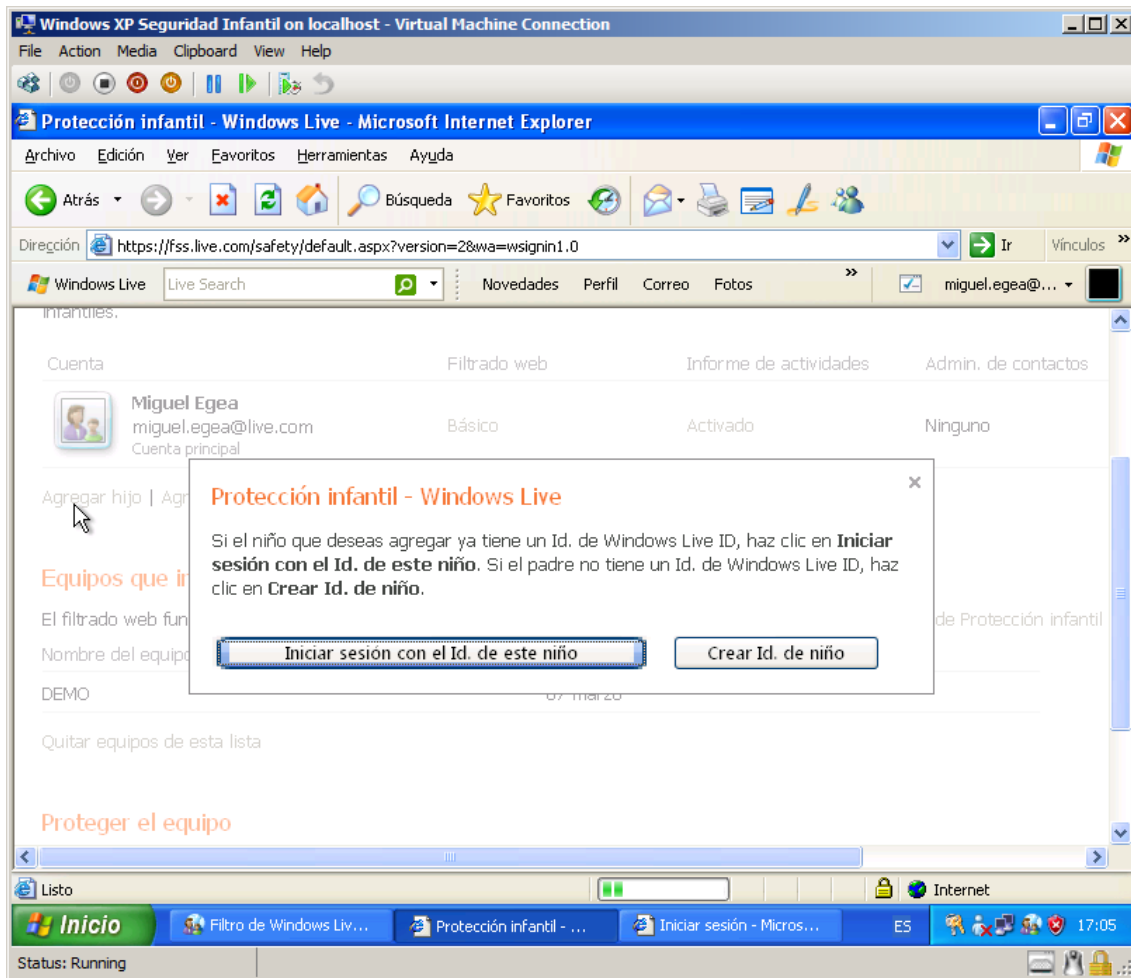 Windows XP Seguridad Infantil on localhost - Virtual Machine Connection
File Action Media Clipboard View Help
Protección infantil - Windows Live - Microsoft Internet Explorer
Archivo Edición Ver Favoritos Herramientas Ayuda
Atrás Búsqueda Favoritos
Dirección https://fss.live.com/safety/default.aspx?version=2&wa=wsignin1.0 Ir Vínculos »
Windows Live Live Search Novedades Perfil Correo Fotos » miguel.egea@...
infantiles.
Cuenta Filtrado web Informe de actividades Admin. de contactos
Miguel Egea
miguel.egea@live.com Básico Activado Ninguno
Cuenta principal
Agregar hijo | Agr
Protección infantil - Windows Live
Si el niño que deseas agregar ya tiene un Id. de Windows Live ID, haz clic en Iniciar
sesión con el Id. de este niño. Si el padre no tiene un Id. de Windows Live ID, haz
clic en Crear Id. de niño.
Iniciar sesión con el Id. de este niño Crear Id. de niño
Equipos que in
El filtrado web fun de Protección infantil
Nombre del equipo
DEMO 07 marzo
Quitar equipos de esta lista
Proteger el equipo
Listo Internet
Inicio Filtro de Windows Liv... Protección infantil - ... Iniciar sesión - Micros... ES 17:05
Status: Running